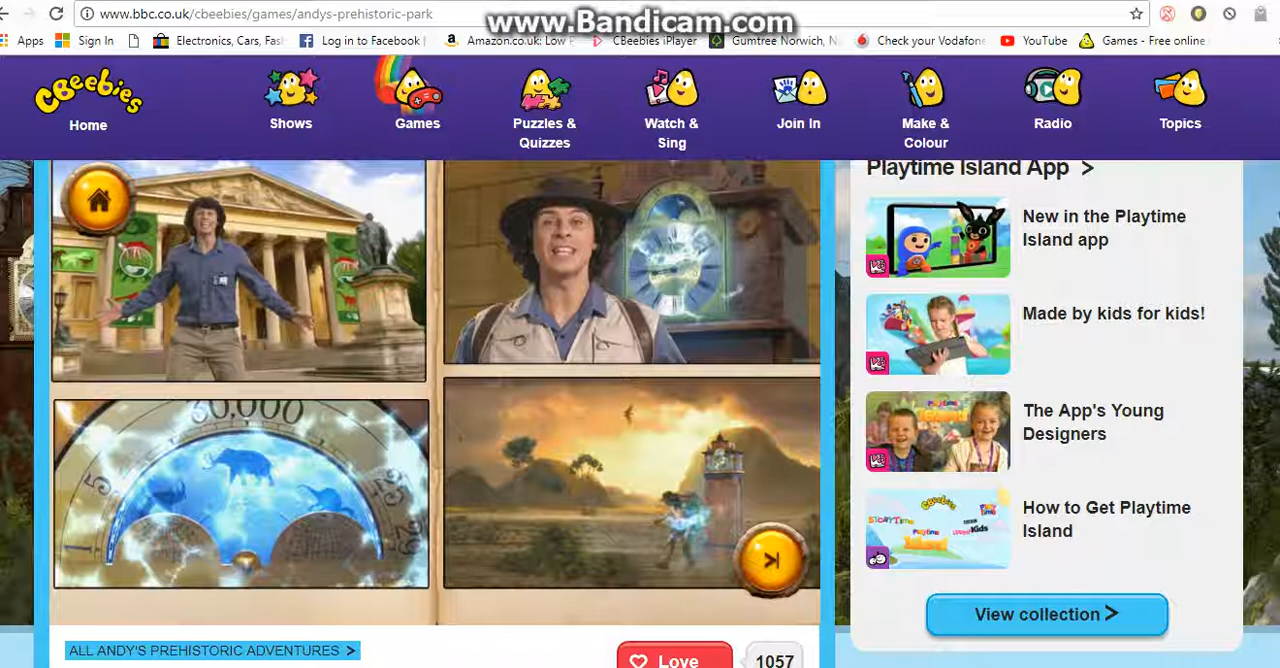 www.bbc.co.uk/cbeebies/games/andys-prehistoric-park
www.Bandicam.com
Apps
Sign In
Electronics, Cars, Fas
Log in to Facebook
Amazon.co.uk: Low P
CBeebies iPlayer
Gumtree Norwich, N
Check your Vodafon
YouTube
Games - Free online
CBeebies
Home
Shows
Games
Puzzles &
Quizzes
Watch &
Sing
Join In
Make &
Colour
Radio
Topics
Playtime Island App >
New in the Playtime
Island app
Made by kids for kids!
The App's Young
Designers
How to Get Playtime
Island
View collection >
30,000
ALL ANDY'S PREHISTORIC ADVENTURES >
Love
1057